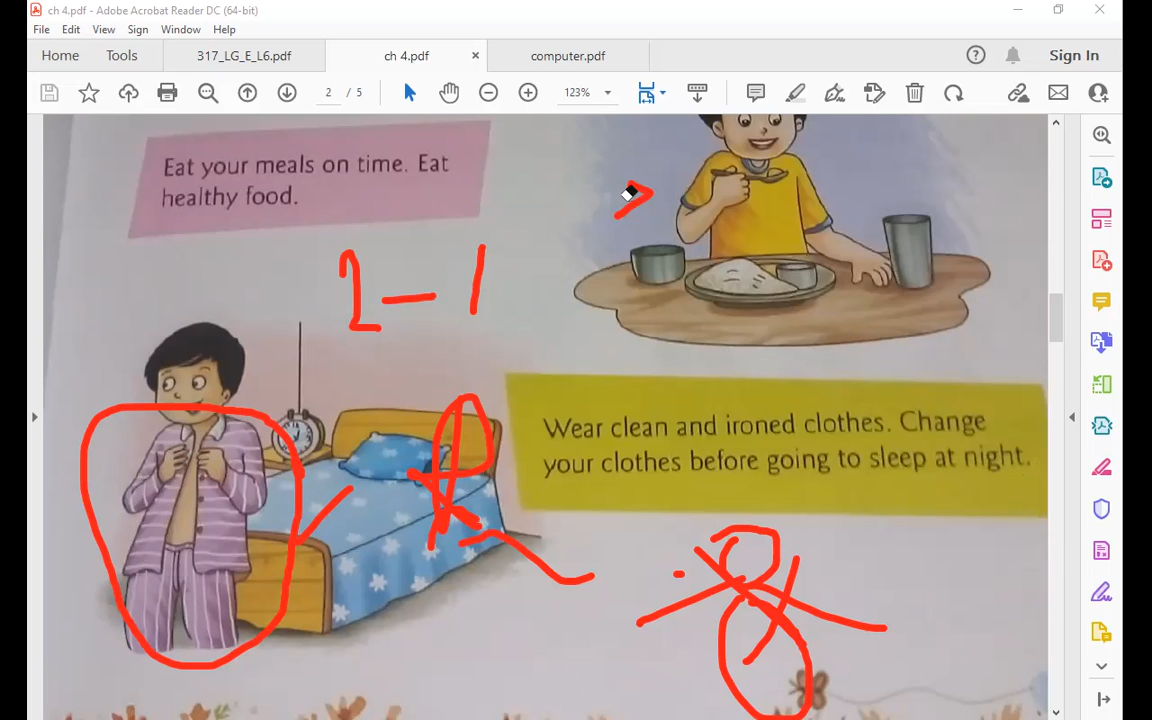 ch 4.pdf - Adobe Acrobat Reader DC (64-bit)
File Edit View Sign Window Help
Home Tools 317_LG_E_L6.pdf ch 4.pdf × computer.pdf Sign In
2 / 5 123%
Eat your meals on time. Eat
healthy food.
2-1
Wear clean and ironed clothes. Change
your clothes before going to sleep at night.